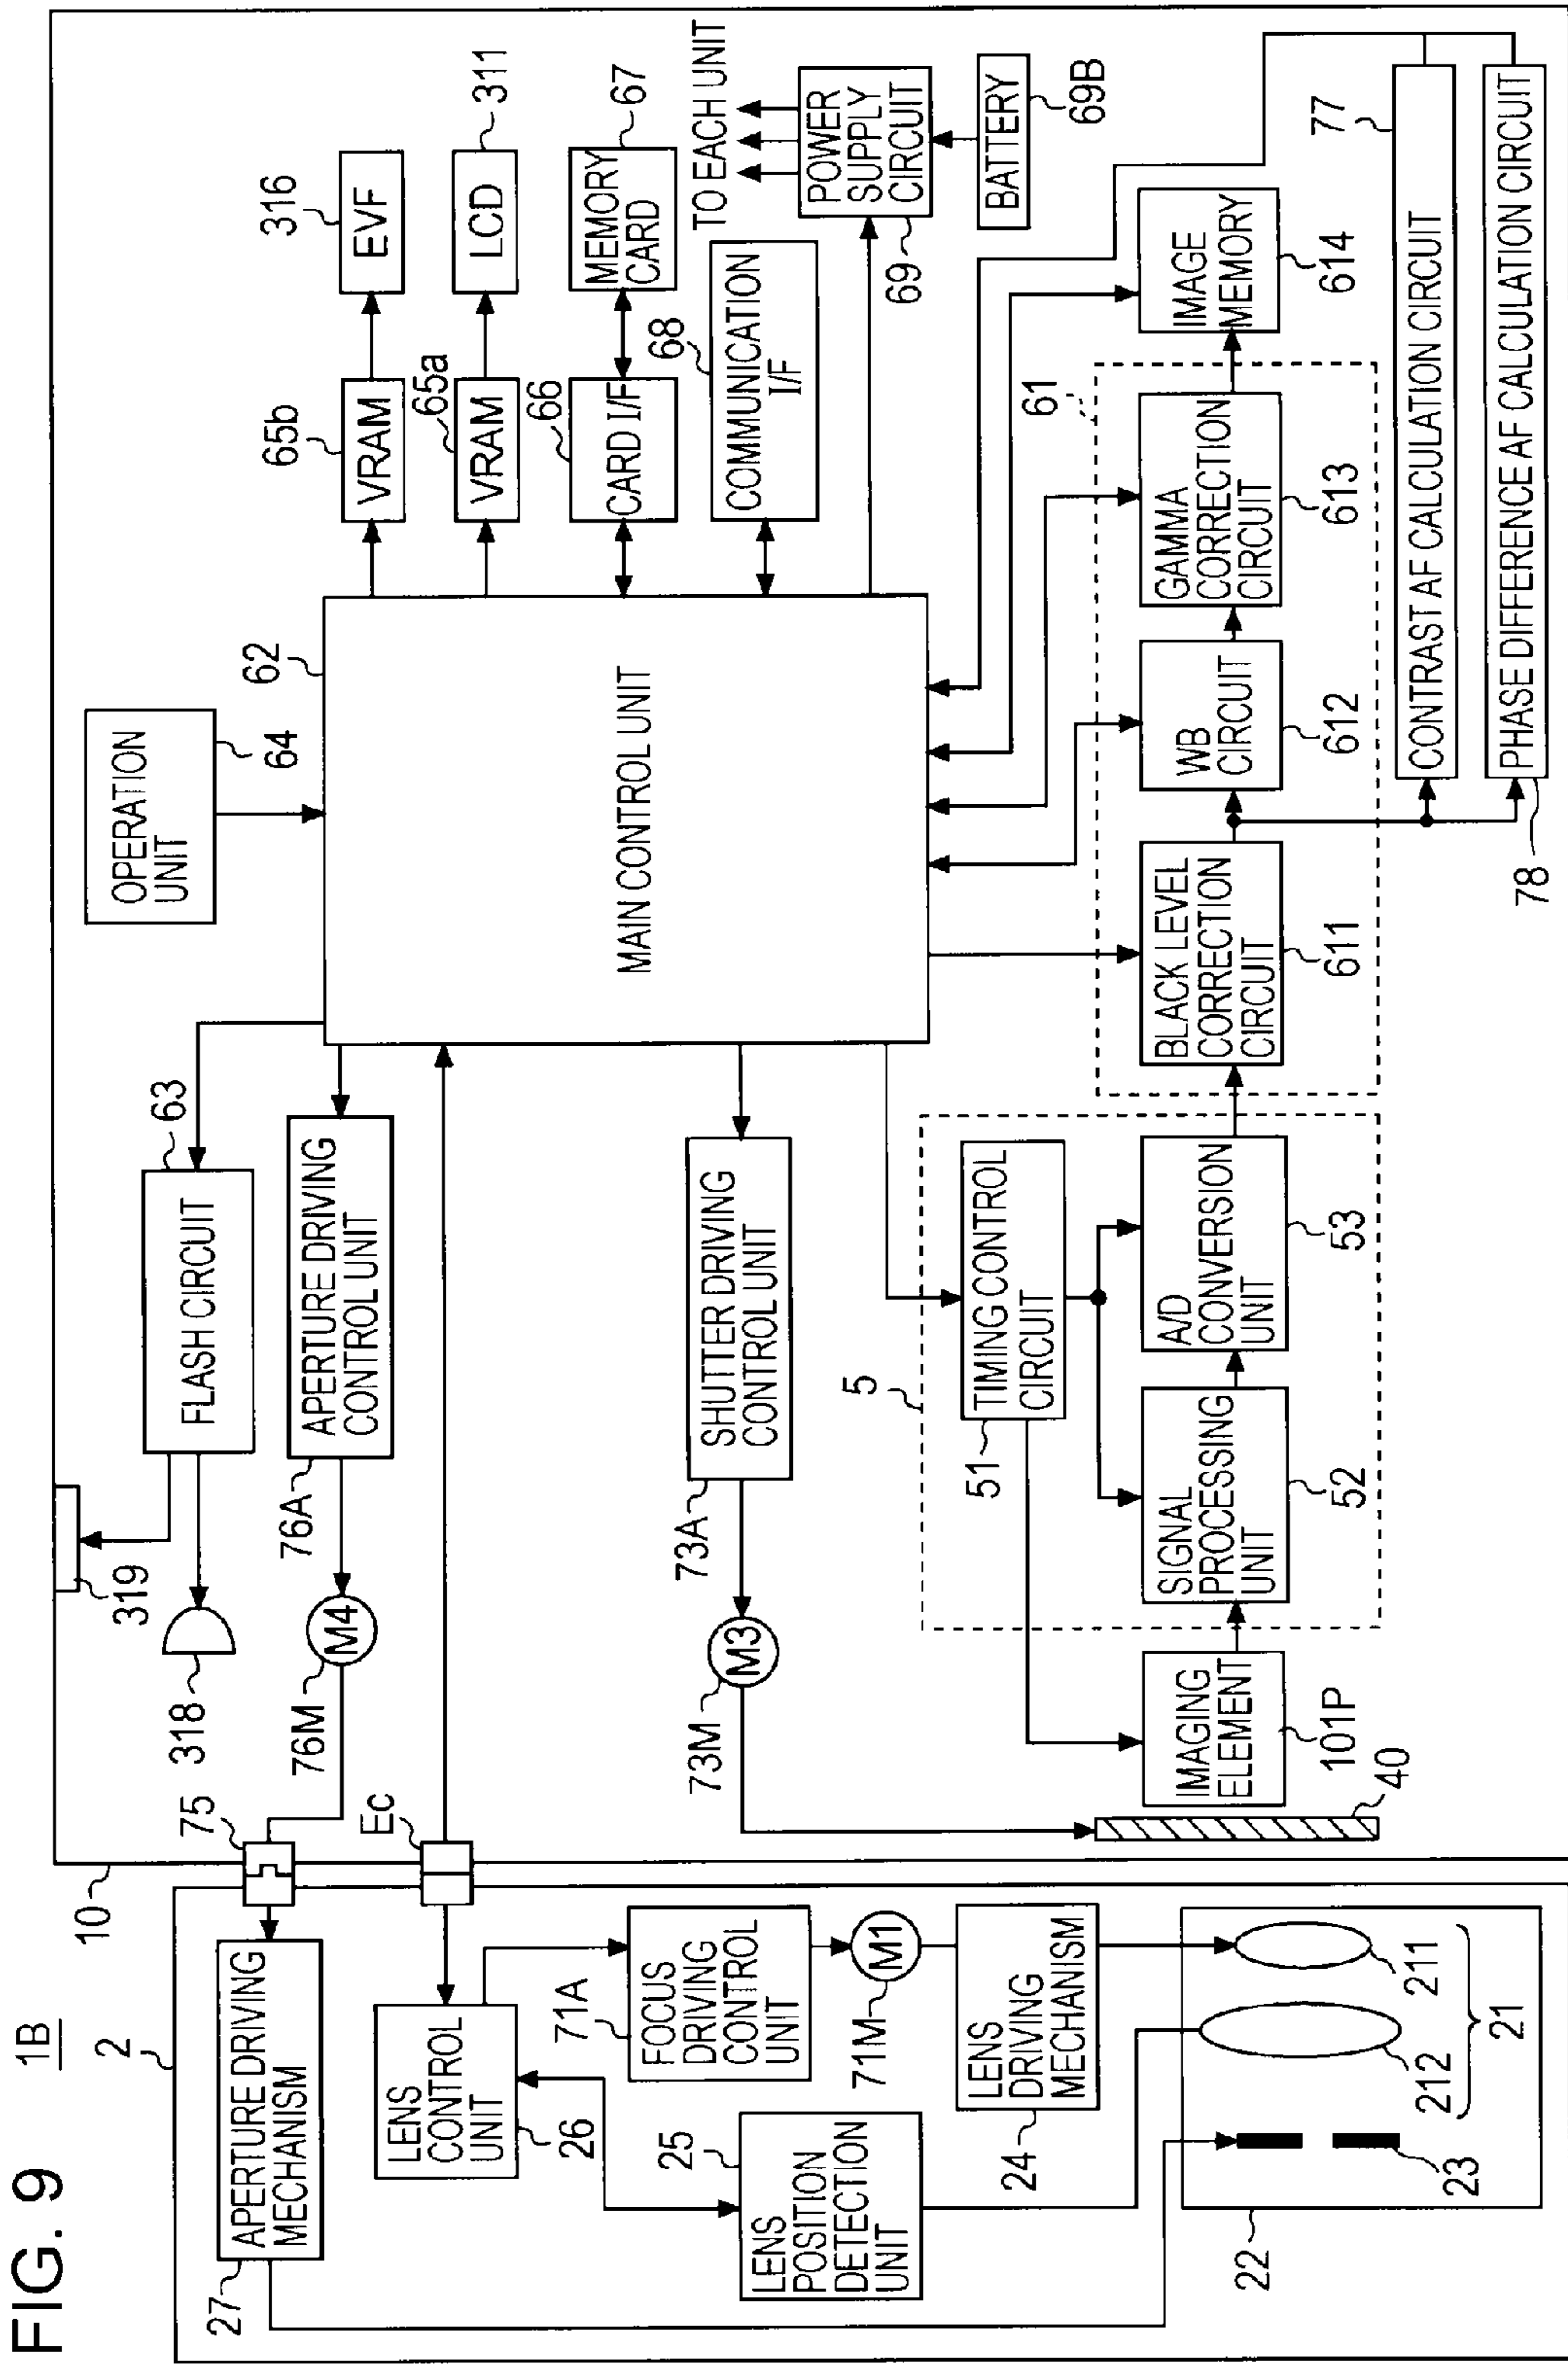 FIG. 9
1B
2
10
75
Ec
APERTURE DRIVING
MECHANISM
27
LENS
CONTROL
UNIT
26
71A
FOCUS
DRIVING
CONTROL
UNIT
25
LENS
POSITION
DETECTION
UNIT
71M
M1
LENS
DRIVING
MECHANISM
24
22
23
212
211
21
319
318
63
FLASH CIRCUIT
76M
M4
76A
APERTURE DRIVING
CONTROL UNIT
73M
M3
73A
SHUTTER DRIVING
CONTROL UNIT
40
IMAGING
ELEMENT
101P
5
51
TIMING CONTROL
CIRCUIT
SIGNAL
PROCESSING
UNIT
52
A/D
CONVERSION
UNIT
53
OPERATION
UNIT
64
62
MAIN CONTROL UNIT
65b
VRAM
316
EVF
65a
VRAM
311
LCD
66
CARD I/F
MEMORY
CARD
67
68
COMMUNICATION
I/F
TO EACH UNIT
POWER
SUPPLY
CIRCUIT
69
BATTERY
69B
61
BLACK LEVEL
CORRECTION
CIRCUIT
611
WB
CIRCUIT
612
GAMMA
CORRECTION
CIRCUIT
613
IMAGE
MEMORY
614
77
CONTRAST AF CALCULATION CIRCUIT
PHASE DIFFERENCE AF CALCULATION CIRCUIT
78